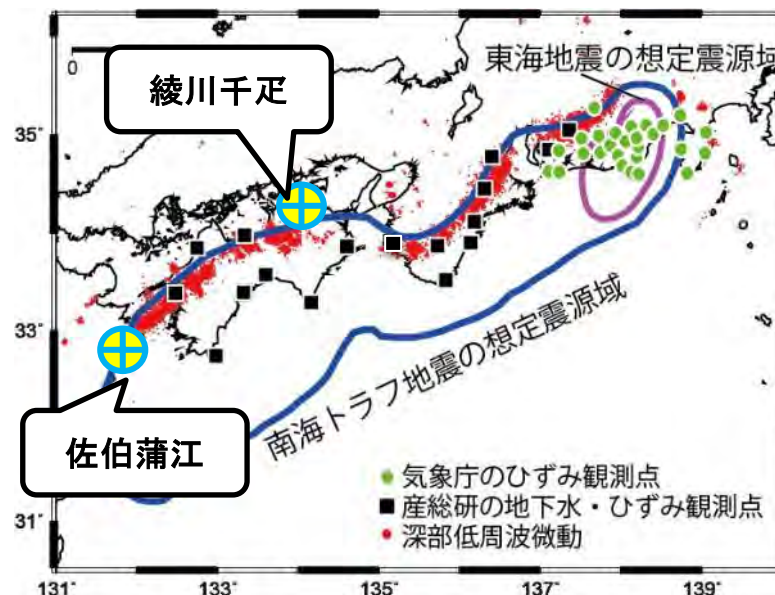 0
東海地震の想定震源域
綾川千疋
35°
33°
南海トラフ地震の想定震源域
佐伯蒲江
気象庁のひずみ観測点
産総研の地下水・ひずみ観測点
深部低周波微動
31°
131°
133°
135°
137°
139°